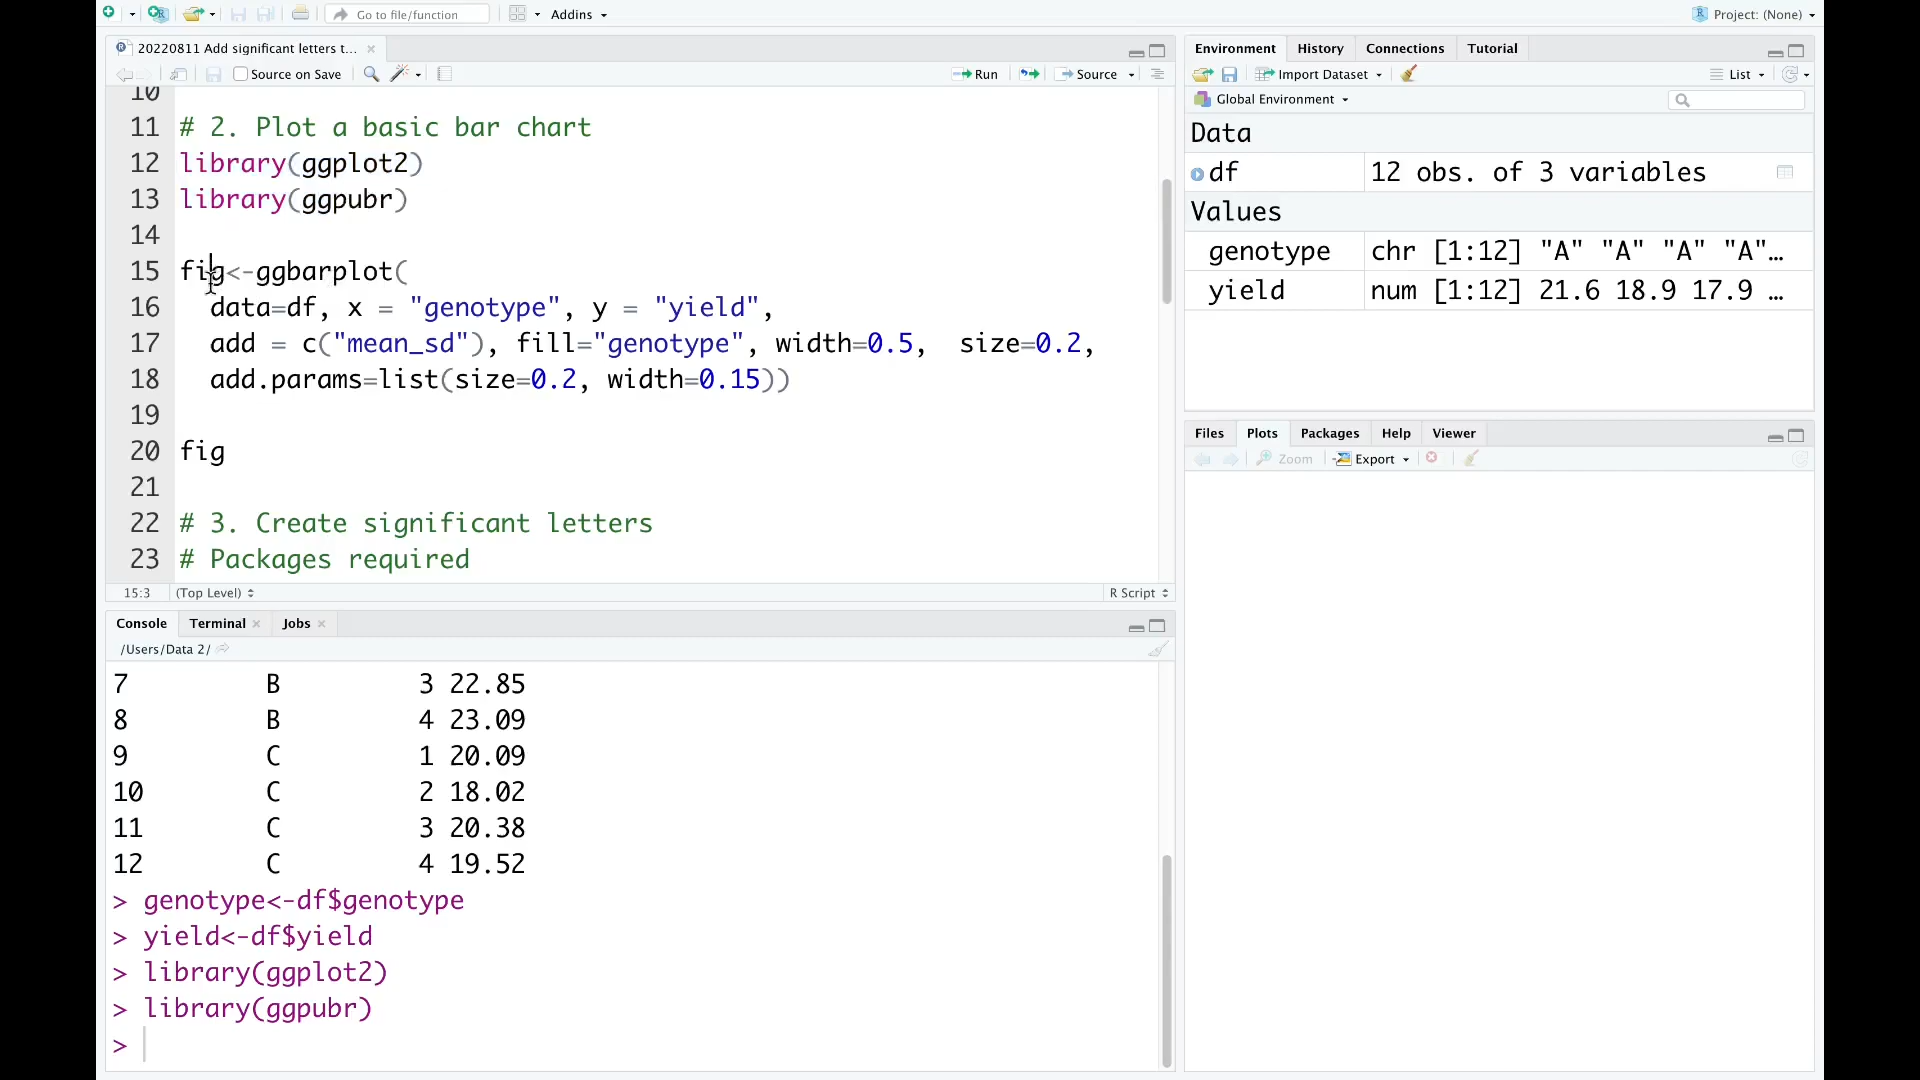 Go to file/function
Addins
Project: (None)
20220811 Add significant letters t...
Source on Save
Run
Source
10
11 # 2. Plot a basic bar chart
12 library(ggplot2)
13 library(ggpubr)
14
15 fig<-ggbarplot(
16 data=df, x = "genotype", y = "yield",
17 add = c("mean_sd"), fill="genotype", width=0.5, size=0.2,
18 add.params=list(size=0.2, width=0.15))
19
20 fig
21
22 # 3. Create significant letters
23 # Packages required
15:3 (Top Level) R Script
Console Terminal Jobs
/Users/Data 2/
7 B 3 22.85
8 B 4 23.09
9 C 1 20.09
10 C 2 18.02
11 C 3 20.38
12 C 4 19.52
> genotype<-df$genotype
> yield<-df$yield
> library(ggplot2)
> library(ggpubr)
>
Environment History Connections Tutorial
Import Dataset List
Global Environment
Data
df 12 obs. of 3 variables
Values
genotype chr [1:12] "A" "A" "A" "A"…
yield num [1:12] 21.6 18.9 17.9 …
Files Plots Packages Help Viewer
Zoom Export